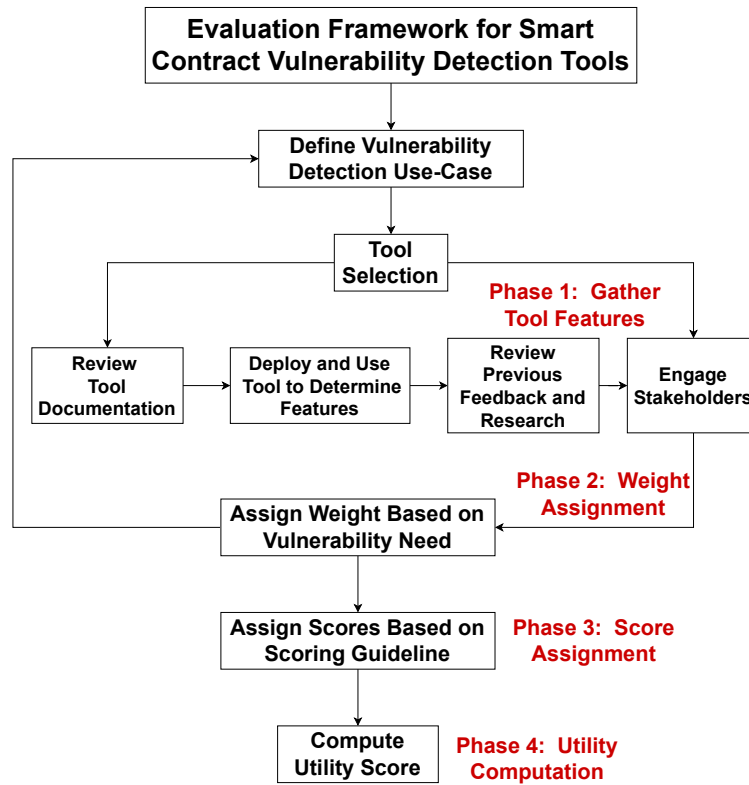 Evaluation Framework for Smart
Contract Vulnerability Detection Tools
Define Vulnerability
Detection Use-Case
Tool
Selection
Phase 1: Gather
Tool Features
Review
Tool
Documentation
Deploy and Use
Tool to Determine
Features
Review
Previous
Feedback and
Research
Engage
Stakeholders
Phase 2: Weight
Assignment
Assign Weight Based on
Vulnerability Need
Assign Scores Based on
Scoring Guideline
Phase 3: Score
Assignment
Compute
Utility Score
Phase 4: Utility
Computation